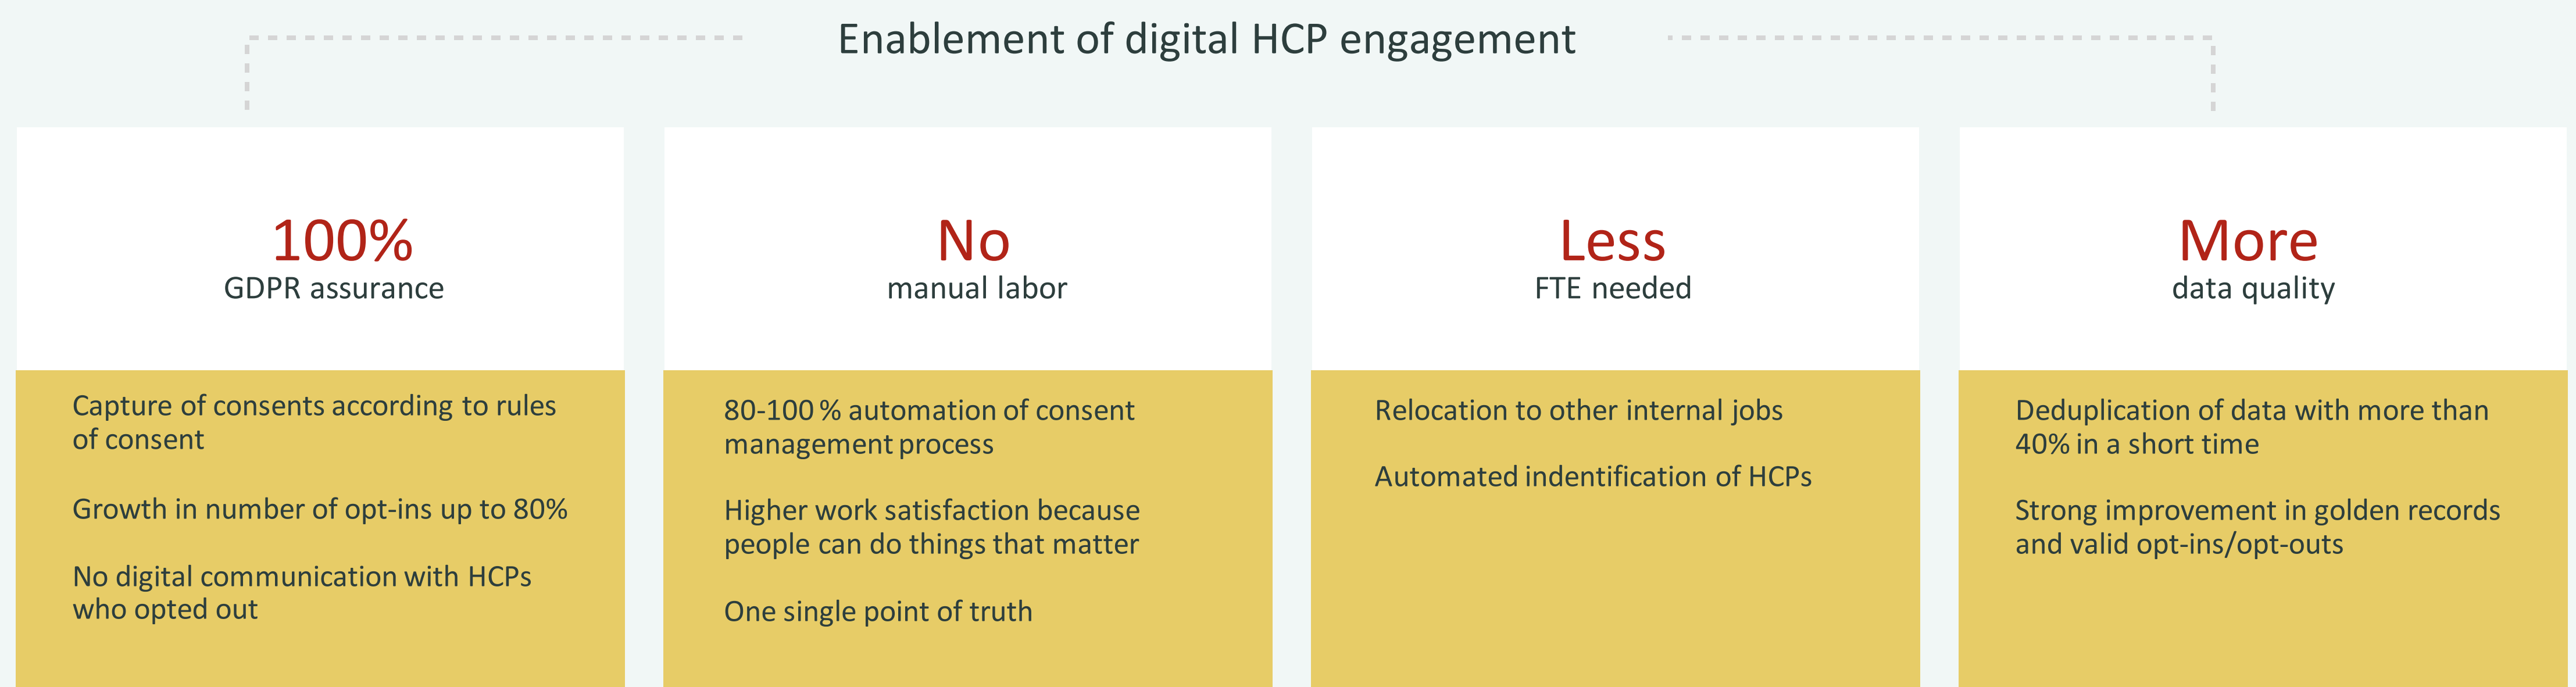 Enablement of digital HCP engagement
100%
GDPR assurance
Capture of consents according to rules
of consent
Growth in number of opt-ins up to 80%
No digital communication with HCPs
who opted out
No
manual labor
80-100 % automation of consent
management process
Higher work satisfaction because
people can do things that matter
One single point of truth
Less
FTE needed
Relocation to other internal jobs
Automated indentification of HCPs
More
data quality
Deduplication of data with more than
40% in a short time
Strong improvement in golden records
and valid opt-ins/opt-outs